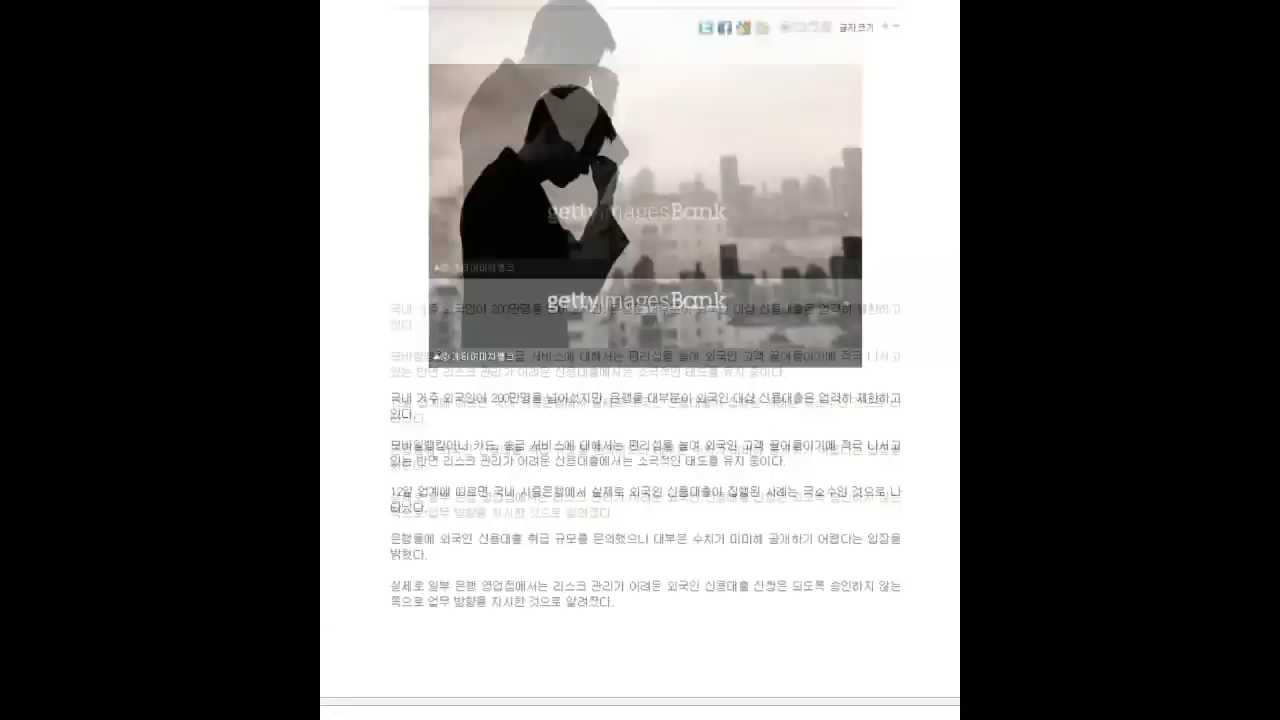 글자크기 + -
gettyimagesBank
gettyimagesBank
▲ⓒ 게티이미지뱅크
국내 거주 외국인이 200만명을 넘어섰지만, 은행들 대부분이 외국인 대상 신용대출은 엄격히 제한하고
있다.
모바일뱅킹이나 카드, 송금 서비스에 대해서는 편리성을 높여 외국인 고객 끌어들이기에 적극 나서고
있는 반면 리스크 관리가 어려운 신용대출에서는 소극적인 태도를 유지 중이다.
12일 업계에 따르면 국내 시중은행에서 실제로 외국인 신용대출이 집행된 사례는 극소수인 것으로 나
타났다.
은행들에 외국인 신용대출 취급 규모를 문의했으나 대부분 수치가 미미해 공개하기 어렵다는 입장을
밝혔다.
실제로 일부 은행 영업점에서는 리스크 관리가 어려운 외국인 신용대출 신청은 되도록 승인하지 않는
쪽으로 업무 방향을 지시한 것으로 알려졌다.